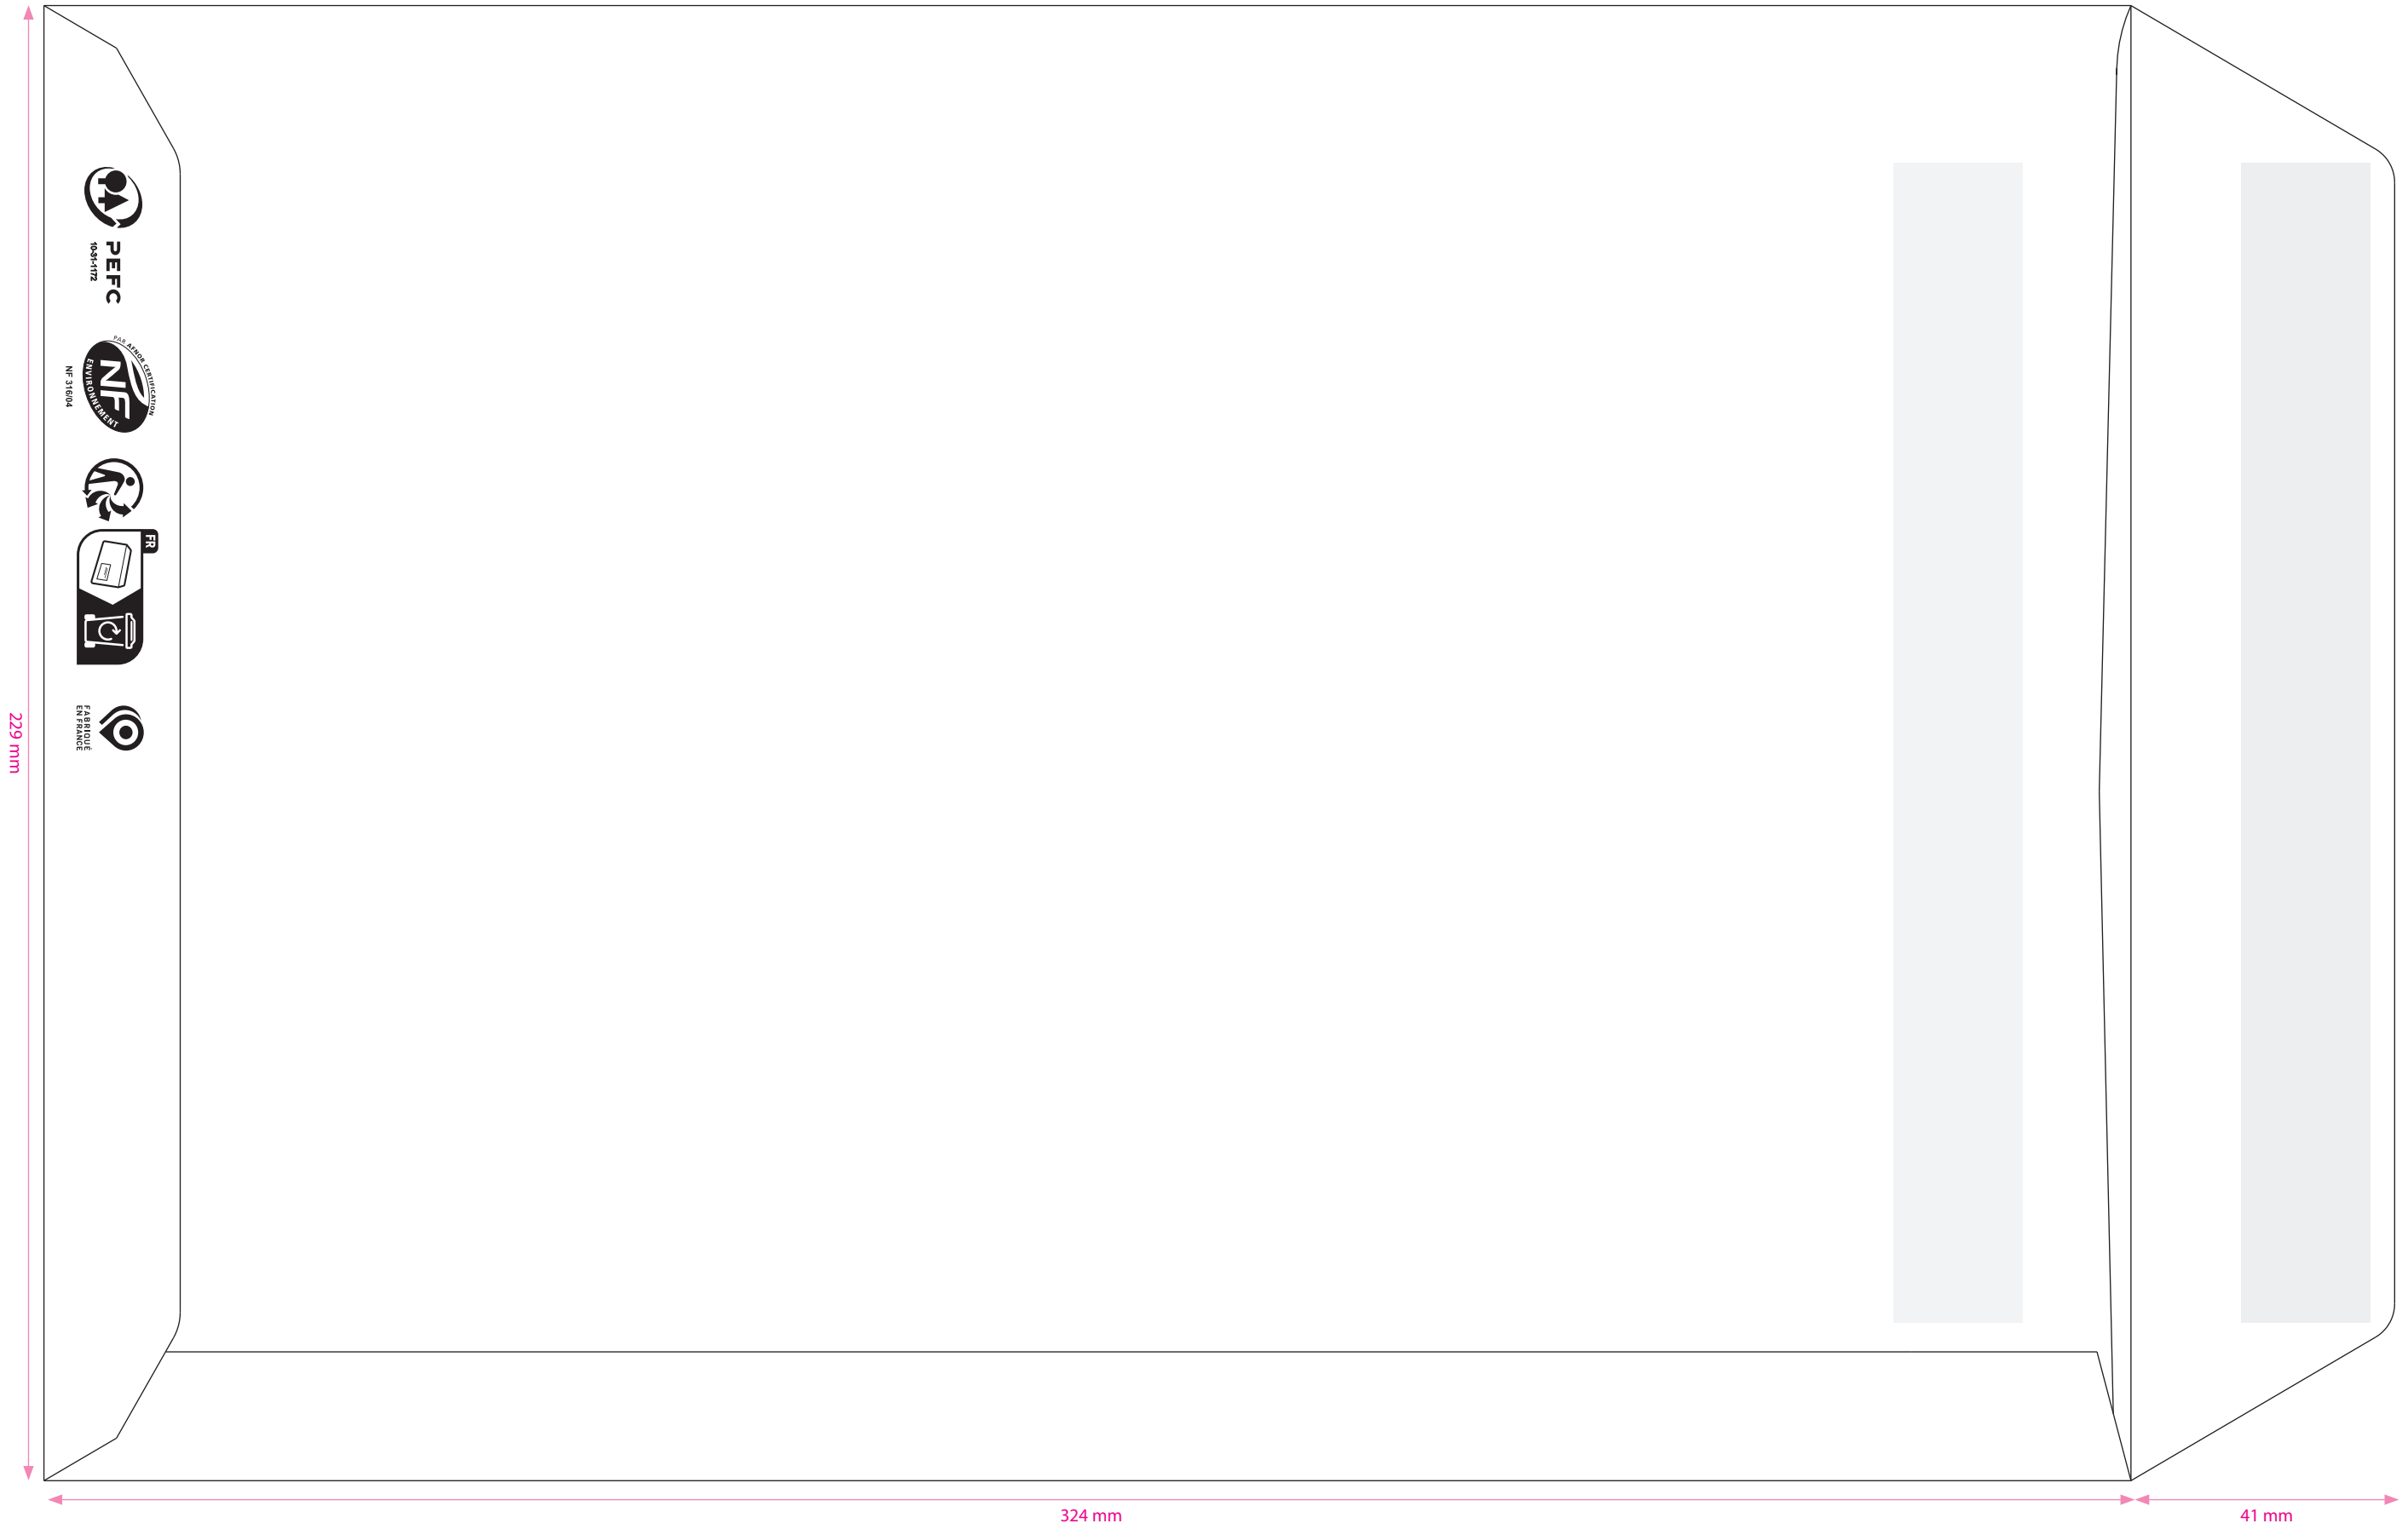 PEFC
10-31-1172
PAR AFNOR CERTIFICATION
NF
ENVIRONNEMENT
NF 316/04
FR
FABRIQUÉ
EN FRANCE
229 mm
324 mm
41 mm